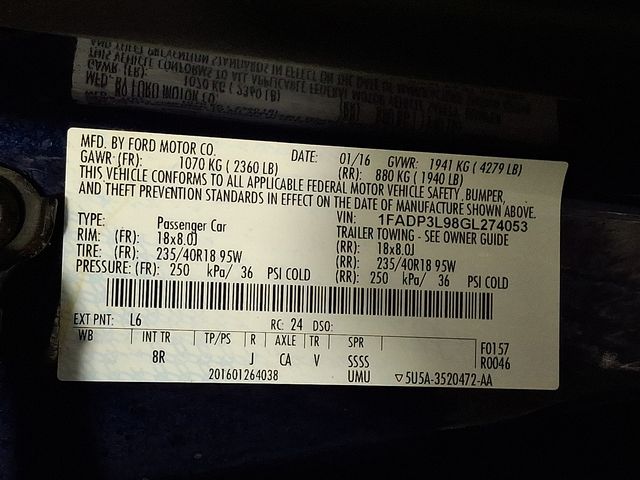 MFD. BY FORD MOTOR CO. DATE: 01/16 GVWR: 1941 KG ( 4279 LB)
GAWR (FR): 1070 KG ( 2360 LB) (RR): 880 KG ( 1940 LB)
THIS VEHICLE CONFORMS TO ALL APPLICABLE FEDERAL MOTOR VEHICLE SAFETY, BUMPER,
AND THEFT PREVENTION STANDARDS IN EFFECT ON THE DATE OF MANUFACTURE SHOWN ABOVE.
VIN: 1FADP3L98GL274053
TYPE: Passenger Car TRAILER TOWING - SEE OWNER GUIDE
RIM: (FR): 18x8.0J (RR): 18x8.0J
TIRE: (FR): 235/40R18 95W (RR): 235/40R18 95W
PRESSURE: (FR): 250 kPa/ 36 PSI COLD (RR): 250 kPa/ 36 PSI COLD
EXT PNT: L6 RC: 24 DSO:
WB INT TR TP/PS R AXLE TR SPR F0157
8R J CA V SSSS R0046
201601264038 UMU ▽5U5A-3520472-AA